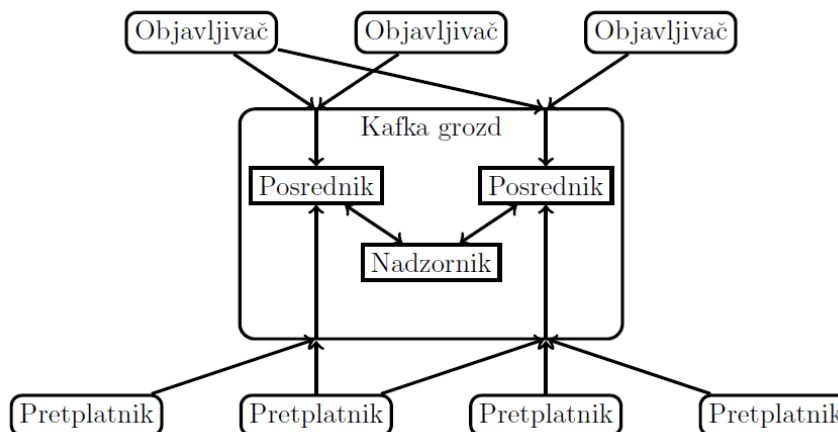 Objavljivač
Objavljivač
Objavljivač
Kafka grozd
Posrednik
Posrednik
Nadzornik
Pretplatnik
Pretplatnik
Pretplatnik
Pretplatnik